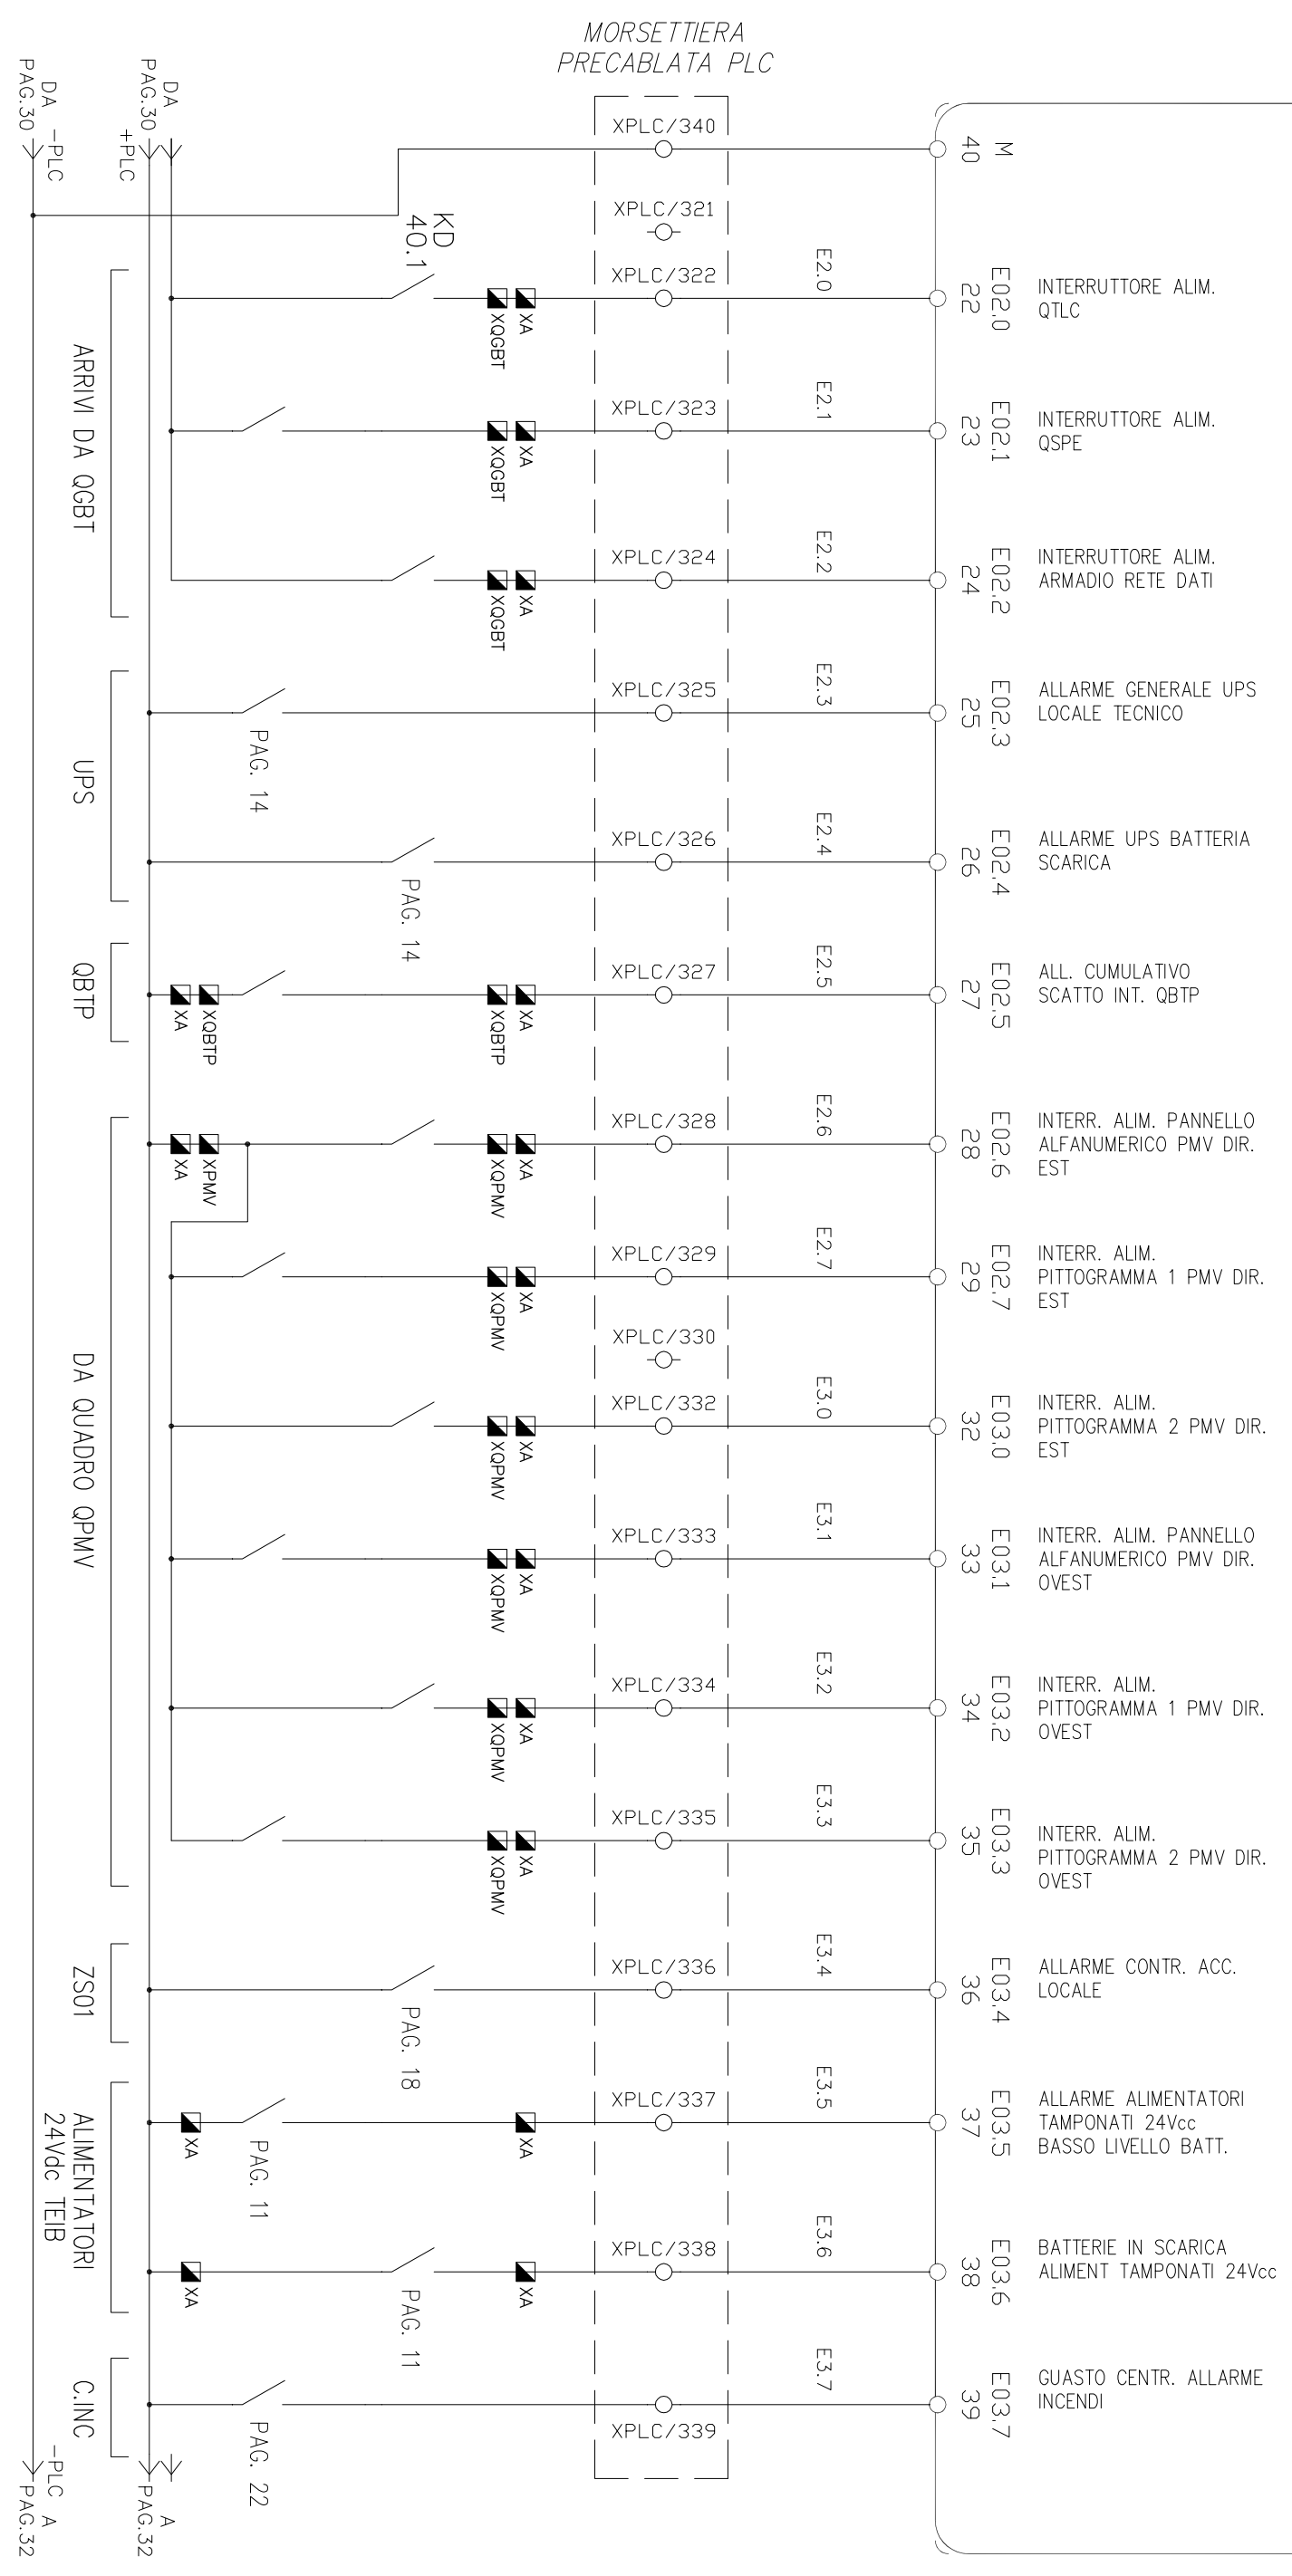 MORSETTIERA
PRECABLATA PLC
DA -PLC
PAG.30
DA
PAG.30
+PLC
XPLC/340
M
40
XPLC/321
KD
40.1
XQGBT
XA
XPLC/322
E2.0
E02.0
22
INTERRUTTORE ALIM.
QTLC
XQGBT
XA
XPLC/323
E2.1
E02.1
23
INTERRUTTORE ALIM.
QSPE
XQGBT
XA
XPLC/324
E2.2
E02.2
24
INTERRUTTORE ALIM.
ARMADIO RETE DATI
ARRIVI DA QGBT
PAG. 14
XPLC/325
E2.3
E02.3
25
ALLARME GENERALE UPS
LOCALE TECNICO
UPS
PAG. 14
XPLC/326
E2.4
E02.4
26
ALLARME UPS BATTERIA
SCARICA
QBTP
XA
XQBTP
XQBTP
XA
XPLC/327
E2.5
E02.5
27
ALL. CUMULATIVO
SCATTO INT. QBTP
XA
XPMV
XQPMV
XA
XPLC/328
E2.6
E02.6
28
INTERR. ALIM. PANNELLO
ALFANUMERICO PMV DIR.
EST
XQPMV
XA
XPLC/329
E2.7
E02.7
29
INTERR. ALIM.
PITTOGRAMMA 1 PMV DIR.
EST
XPLC/330
DA QUADRO QPMV
XQPMV
XA
XPLC/332
E3.0
E03.0
32
INTERR. ALIM.
PITTOGRAMMA 2 PMV DIR.
EST
XQPMV
XA
XPLC/333
E3.1
E03.1
33
INTERR. ALIM. PANNELLO
ALFANUMERICO PMV DIR.
OVEST
XQPMV
XA
XPLC/334
E3.2
E03.2
34
INTERR. ALIM.
PITTOGRAMMA 1 PMV DIR.
OVEST
XQPMV
XA
XPLC/335
E3.3
E03.3
35
INTERR. ALIM.
PITTOGRAMMA 2 PMV DIR.
OVEST
ZS01
PAG. 18
XPLC/336
E3.4
E03.4
36
ALLARME CONTR. ACC.
LOCALE
ALIMENTATORI
24Vdc TEIB
XA
PAG. 11
XA
XPLC/337
E3.5
E03.5
37
ALLARME ALIMENTATORI
TAMPONATI 24Vcc
BASSO LIVELLO BATT.
XA
PAG. 11
XA
XPLC/338
E3.6
E03.6
38
BATTERIE IN SCARICA
ALIMENT TAMPONATI 24Vcc
C.INC
PAG. 22
XPLC/339
E3.7
E03.7
39
GUASTO CENTR. ALLARME
INCENDI
-PLC A
PAG.32
A
PAG.32